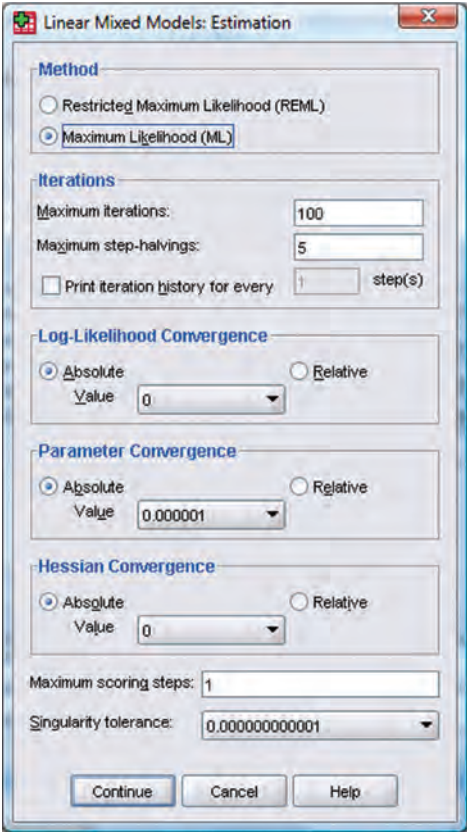 Linear Mixed Models: Estimation
Method
Restricted Maximum Likelihood (REML)
Maximum Likelihood (ML)
Iterations
Maximum iterations: 100
Maximum step-halvings: 5
Print iteration history for every 1 step(s)
Log-Likelihood Convergence
Absolute Relative
Value 0
Parameter Convergence
Absolute Relative
Value 0.000001
Hessian Convergence
Absolute Relative
Value 0
Maximum scoring steps: 1
Singularity tolerance: 0.000000000001
Continue Cancel Help